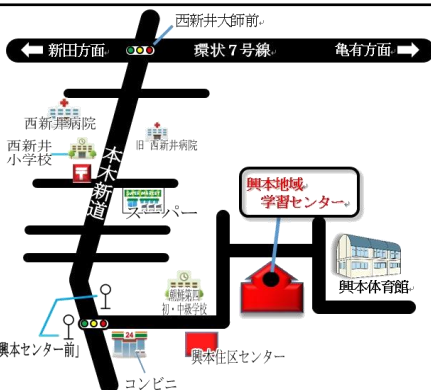 西新井大師前
新田方面
環状７号線
亀有方面
西新井病院
旧 西新井病院
西新井
小学校
本木新道
スーパー
興本地域
学習センター
興本体育館
朝鮮第四
初・中級学校
興本センター前」
24
興本住区センター
コンビニ